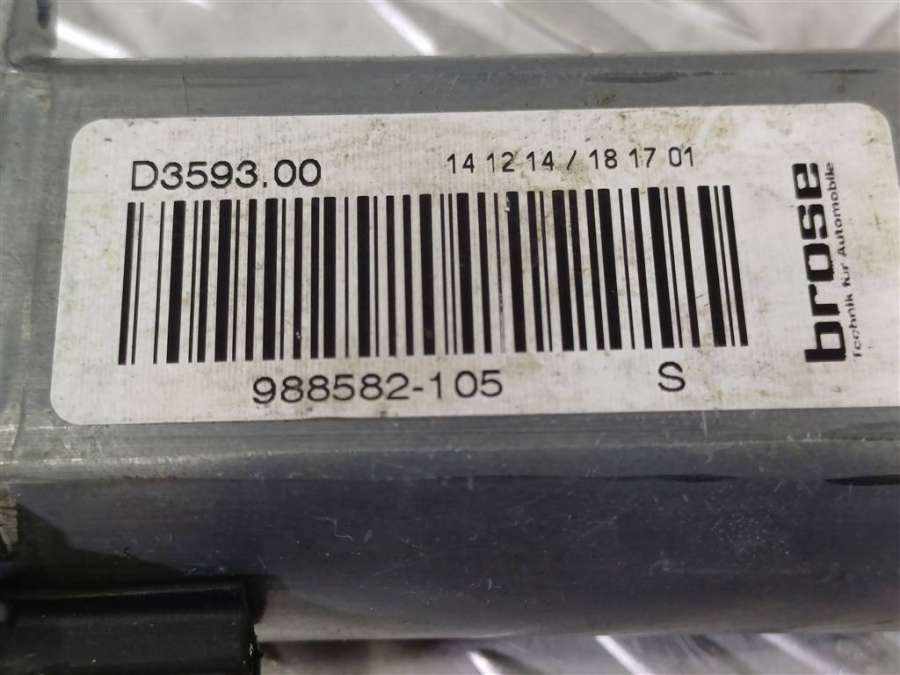 D3593.00
14 12 14 / 18 17 01
988582-105
S
brose
Technik für Automobile